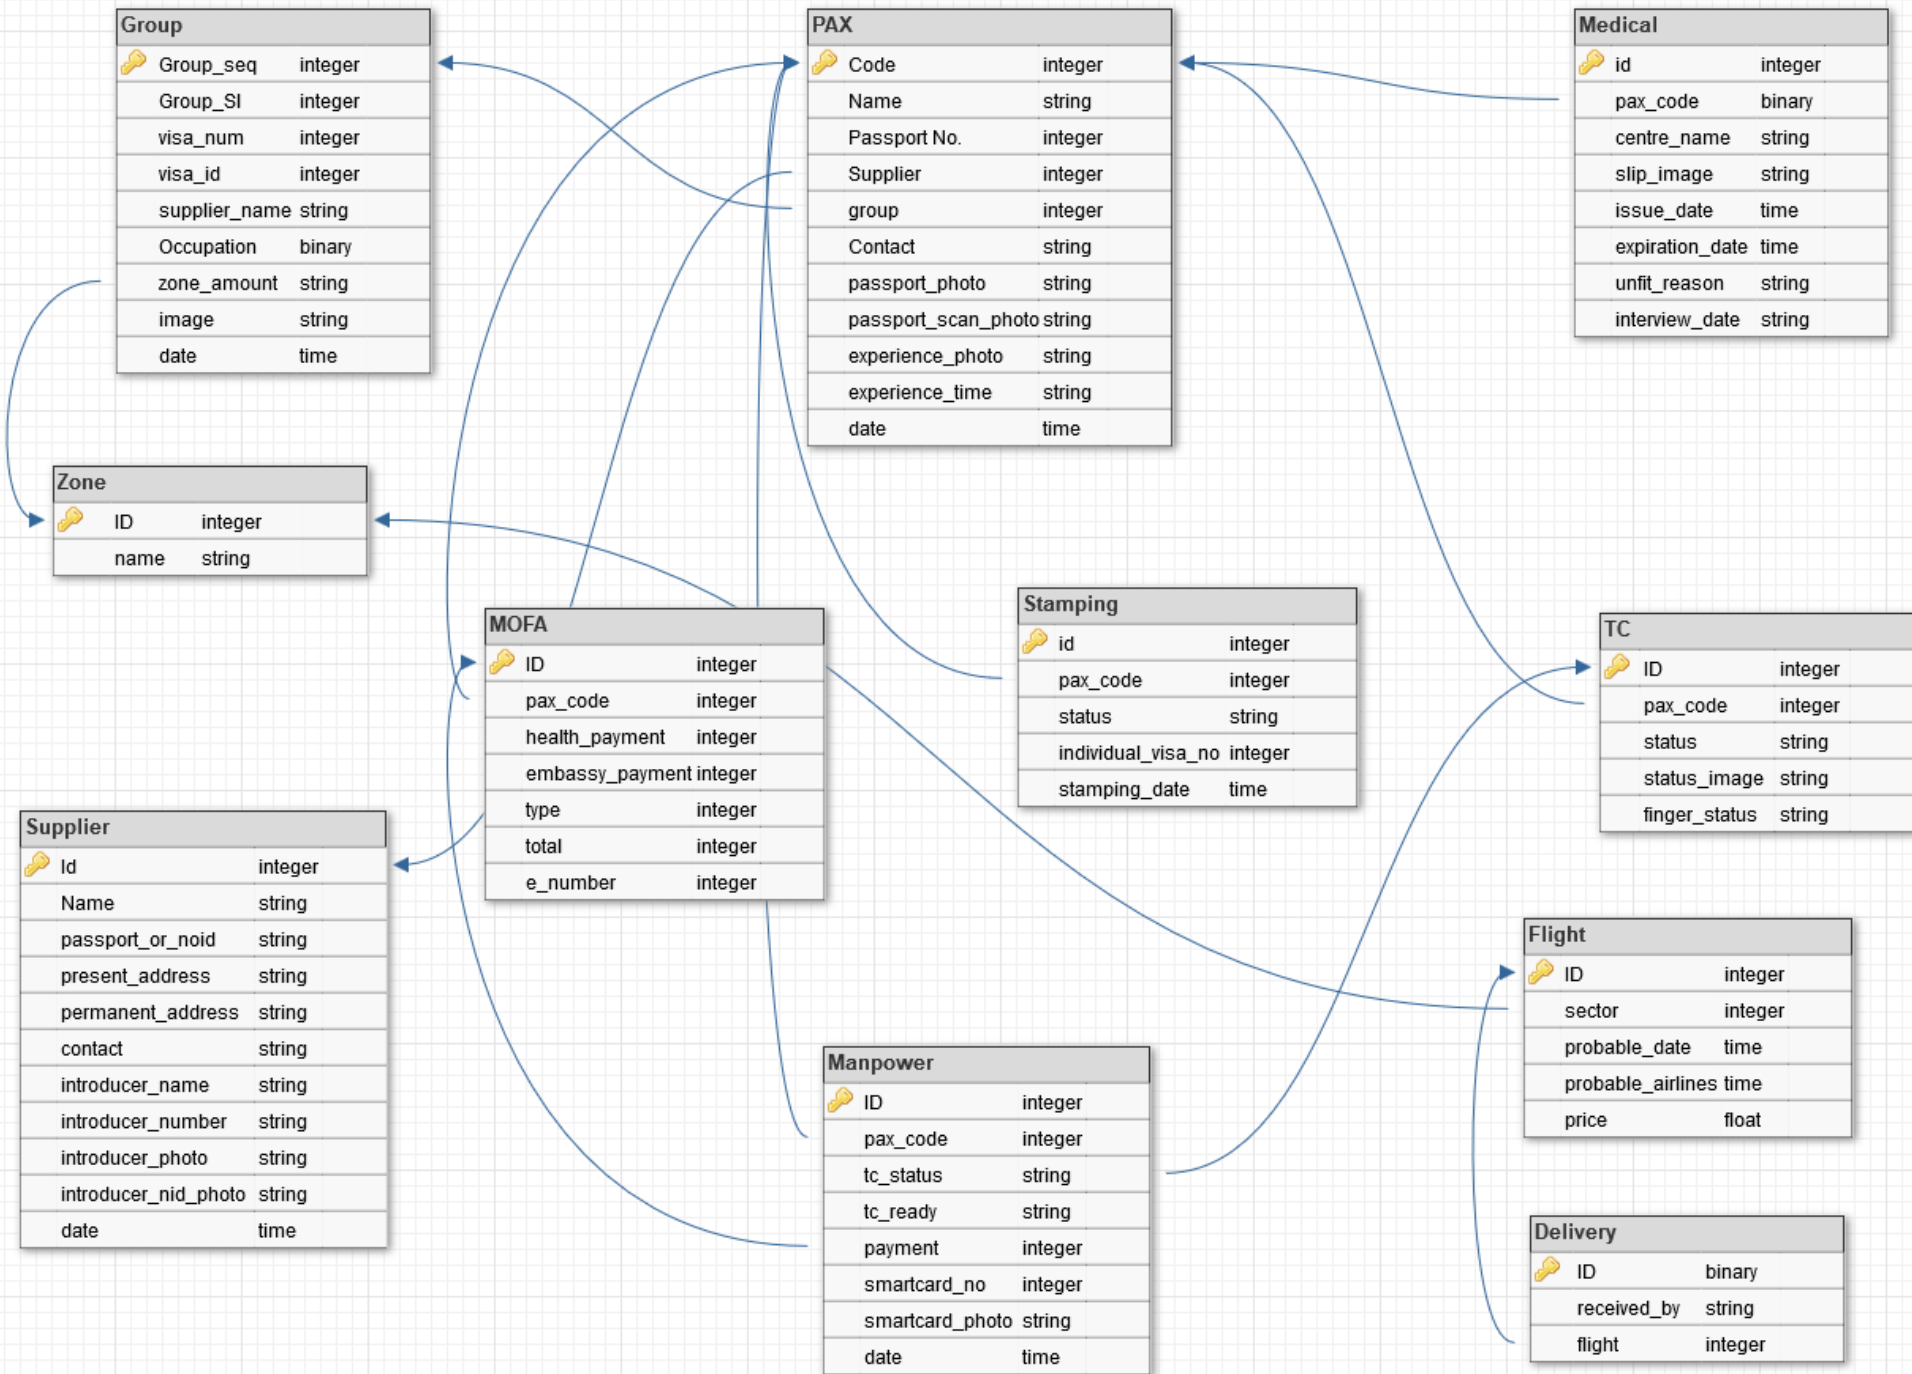 Group
Group_seq integer
Group_SI integer
visa_num integer
visa_id integer
supplier_name string
Occupation binary
zone_amount string
image string
date time
PAX
Code integer
Name string
Passport No. integer
Supplier integer
group integer
Contact string
passport_photo string
passport_scan_photo string
experience_photo string
experience_time string
date time
Medical
id integer
pax_code binary
centre_name string
slip_image string
issue_date time
expiration_date time
unfit_reason string
interview_date string
Zone
ID integer
name string
MOFA
ID integer
pax_code integer
health_payment integer
embassy_payment integer
type integer
total integer
e_number integer
Stamping
id integer
pax_code integer
status string
individual_visa_no integer
stamping_date time
TC
ID integer
pax_code integer
status string
status_image string
finger_status string
Supplier
Id integer
Name string
passport_or_noid string
present_address string
permanent_address string
contact string
introducer_name string
introducer_number string
introducer_photo string
introducer_nid_photo string
date time
Manpower
ID integer
pax_code integer
tc_status string
tc_ready string
payment integer
smartcard_no integer
smartcard_photo string
date time
Flight
ID integer
sector integer
probable_date time
probable_airlines time
price float
Delivery
ID binary
received_by string
flight integer